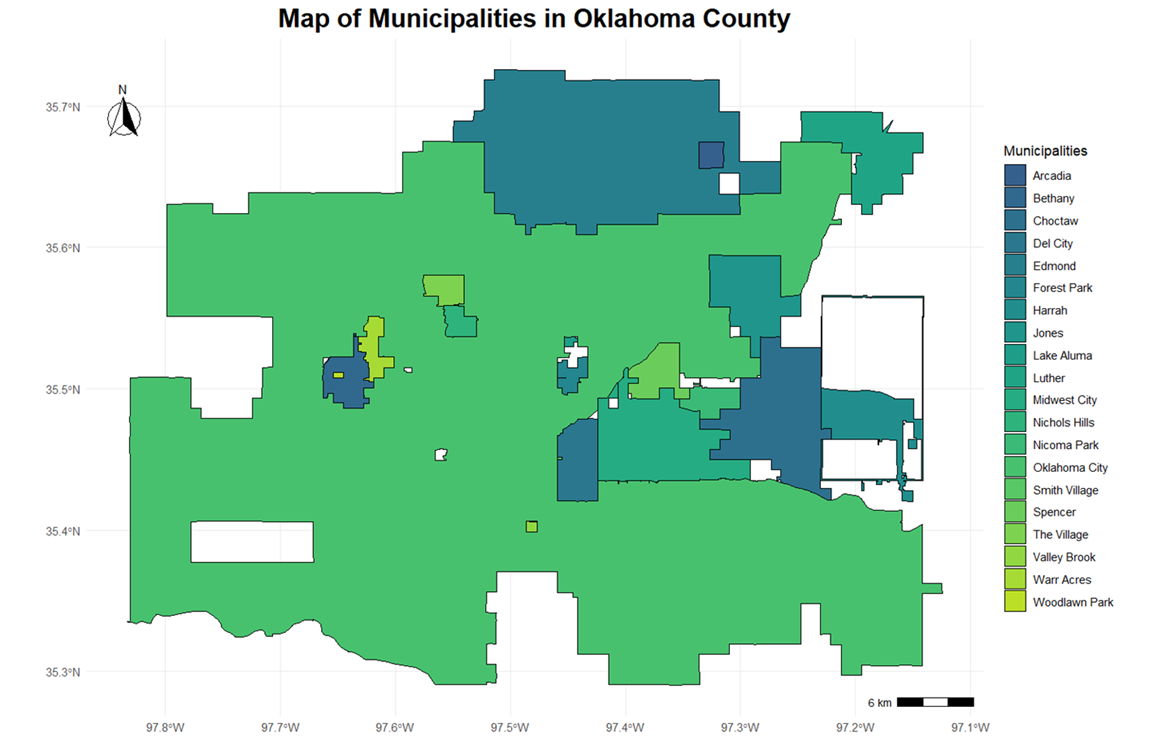 Map of Municipalities in Oklahoma County
N
35.7°N
35.6°N
35.5°N
35.4°N
35.3°N
97.8°W
97.7°W
97.6°W
97.5°W
97.4°W
97.3°W
97.2°W
97.1°W
6 km
Municipalities
Arcadia
Bethany
Choctaw
Del City
Edmond
Forest Park
Harrah
Jones
Lake Aluma
Luther
Midwest City
Nichols Hills
Nicoma Park
Oklahoma City
Smith Village
Spencer
The Village
Valley Brook
Warr Acres
Woodlawn Park